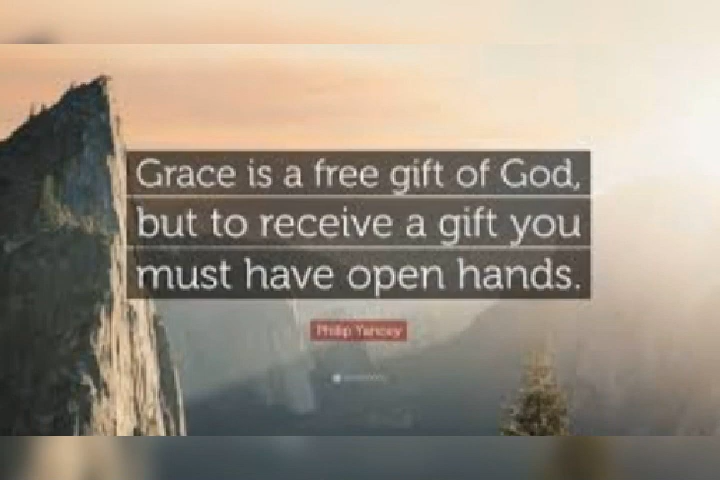 Grace is a free gift of God,
but to receive a gift you
must have open hands.
Philip Yancey